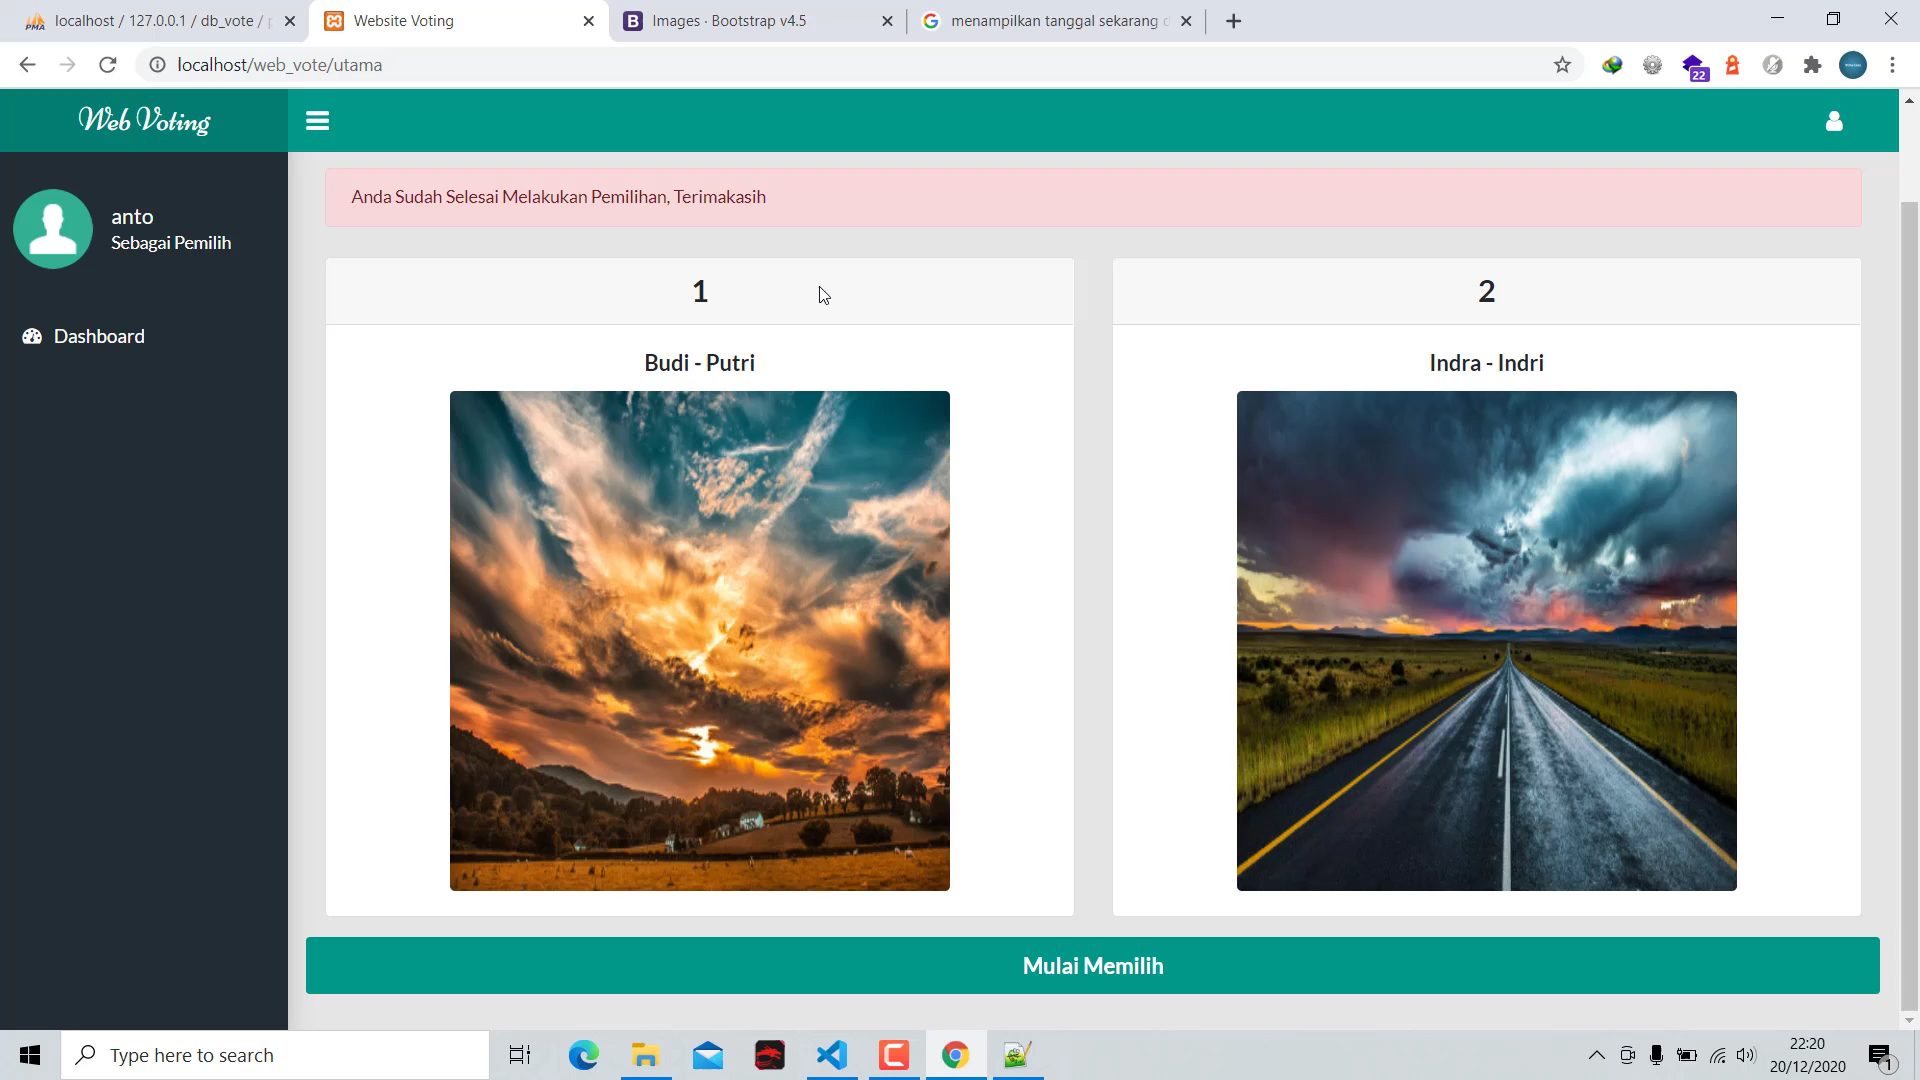 localhost / 127.0.0.1 / db_vote / p
Website Voting
Images · Bootstrap v4.5
menampilkan tanggal sekarang d
localhost/web_vote/utama
22
Web Voting
anto
Sebagai Pemilih
Dashboard
Anda Sudah Selesai Melakukan Pemilihan, Terimakasih
1
2
Budi - Putri
Indra - Indri
Mulai Memilih
Type here to search
22:20
20/12/2020
1